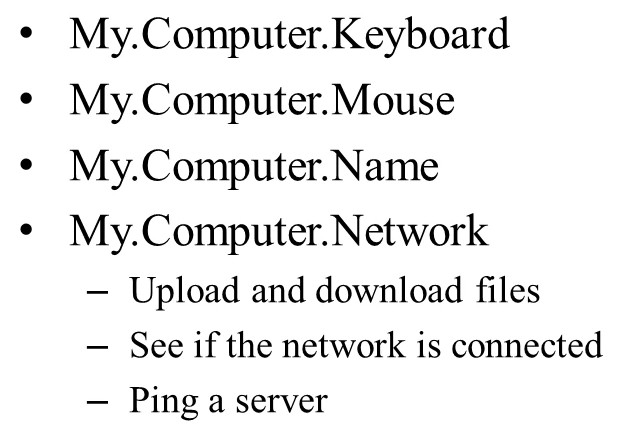 • My.Computer.Keyboard
• My.Computer.Mouse
• My.Computer.Name
• My.Computer.Network
– Upload and download files
– See if the network is connected
– Ping a server